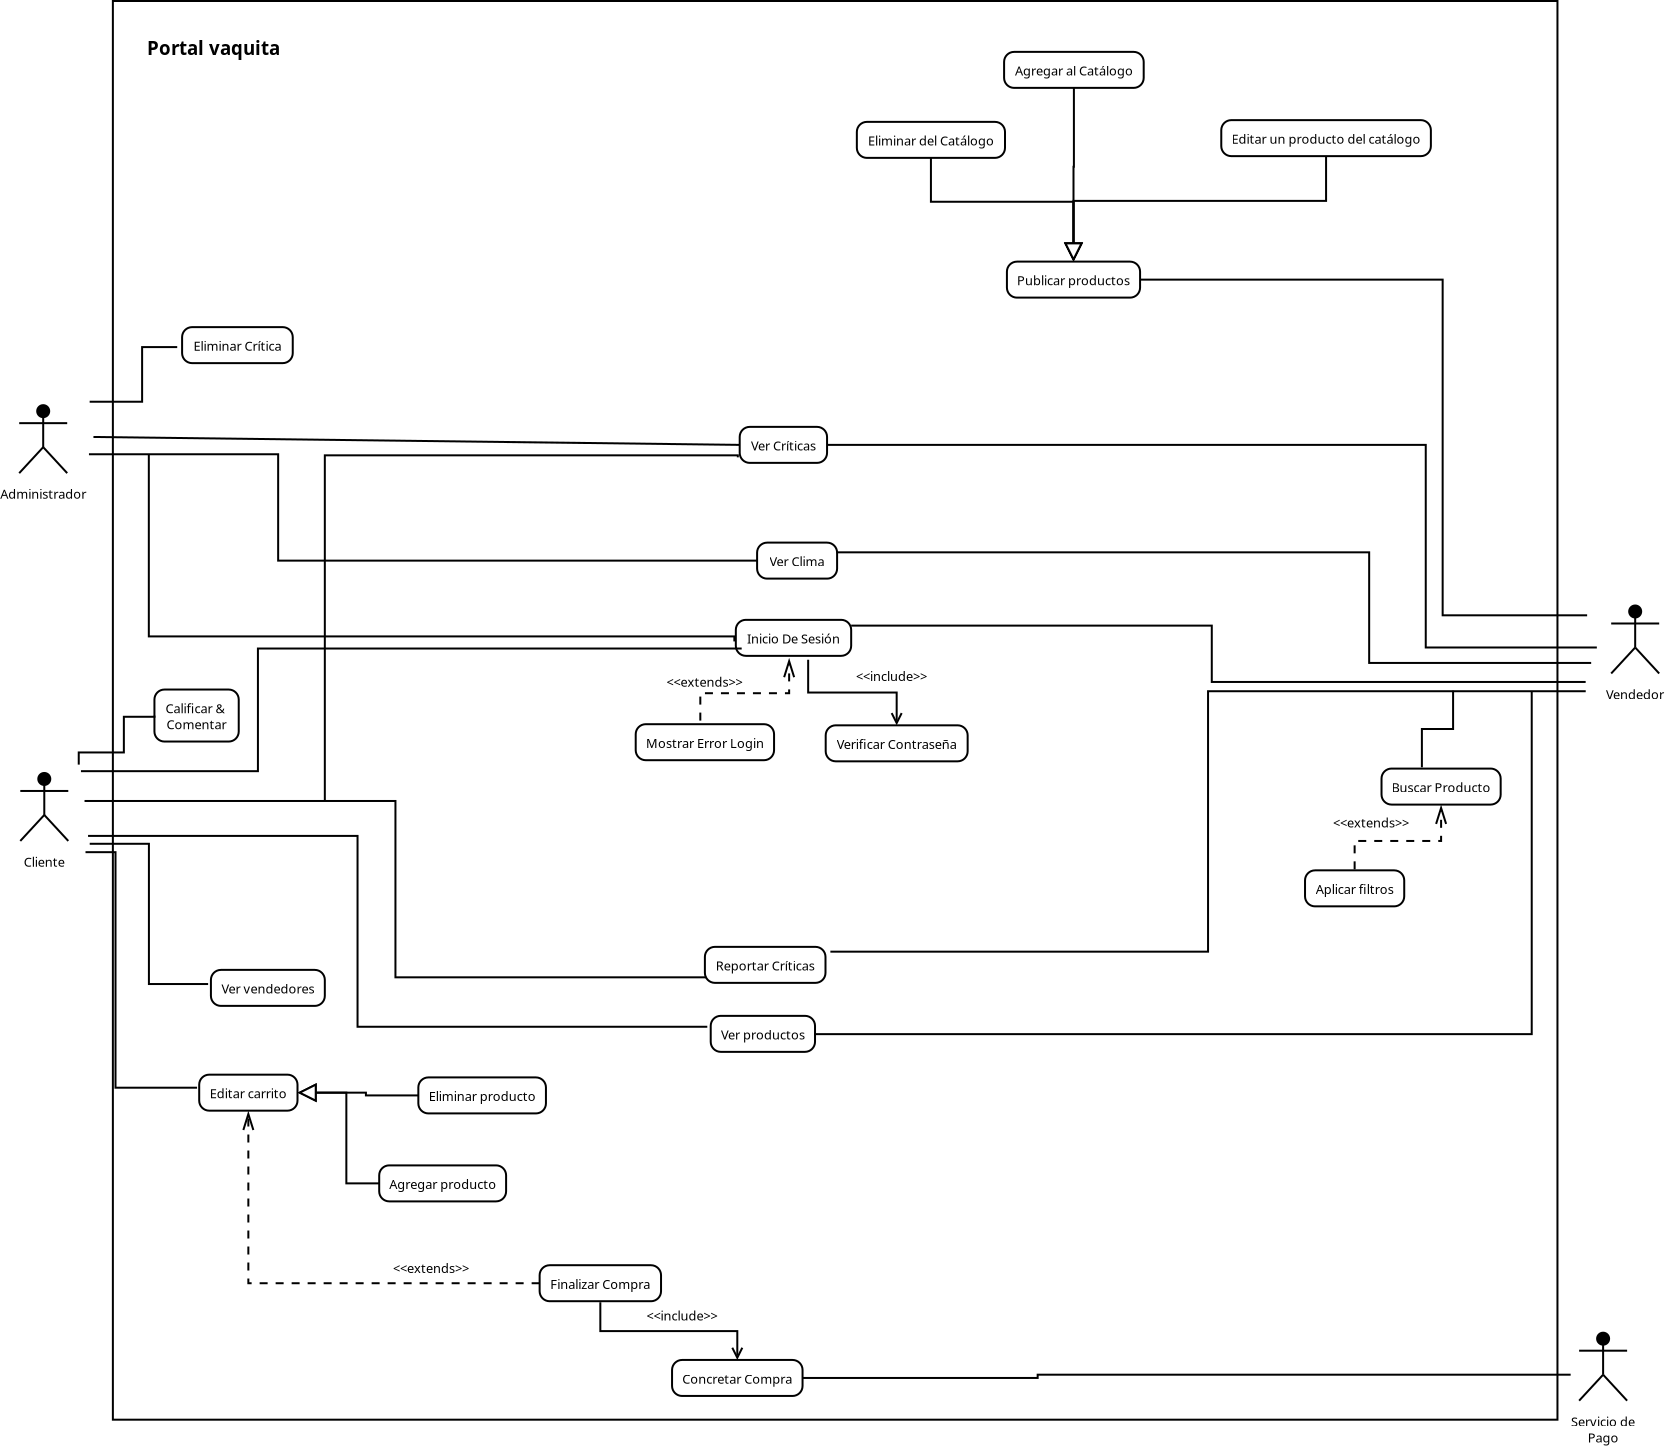 Portal vaquita
Agregar al Catálogo
Eliminar del Catálogo
Editar un producto del catálogo
Publicar productos
Eliminar Crítica
Administrador
Ver Críticas
Ver Clima
Inicio De Sesión
<<extends>>
<<include>>
Mostrar Error Login
Verificar Contraseña
Vendedor
Calificar &
Comentar
Buscar Producto
<<extends>>
Aplicar filtros
Cliente
Reportar Críticas
Ver vendedores
Ver productos
Editar carrito
Eliminar producto
Agregar producto
<<extends>>
Finalizar Compra
<<include>>
Concretar Compra
Servicio de
Pago